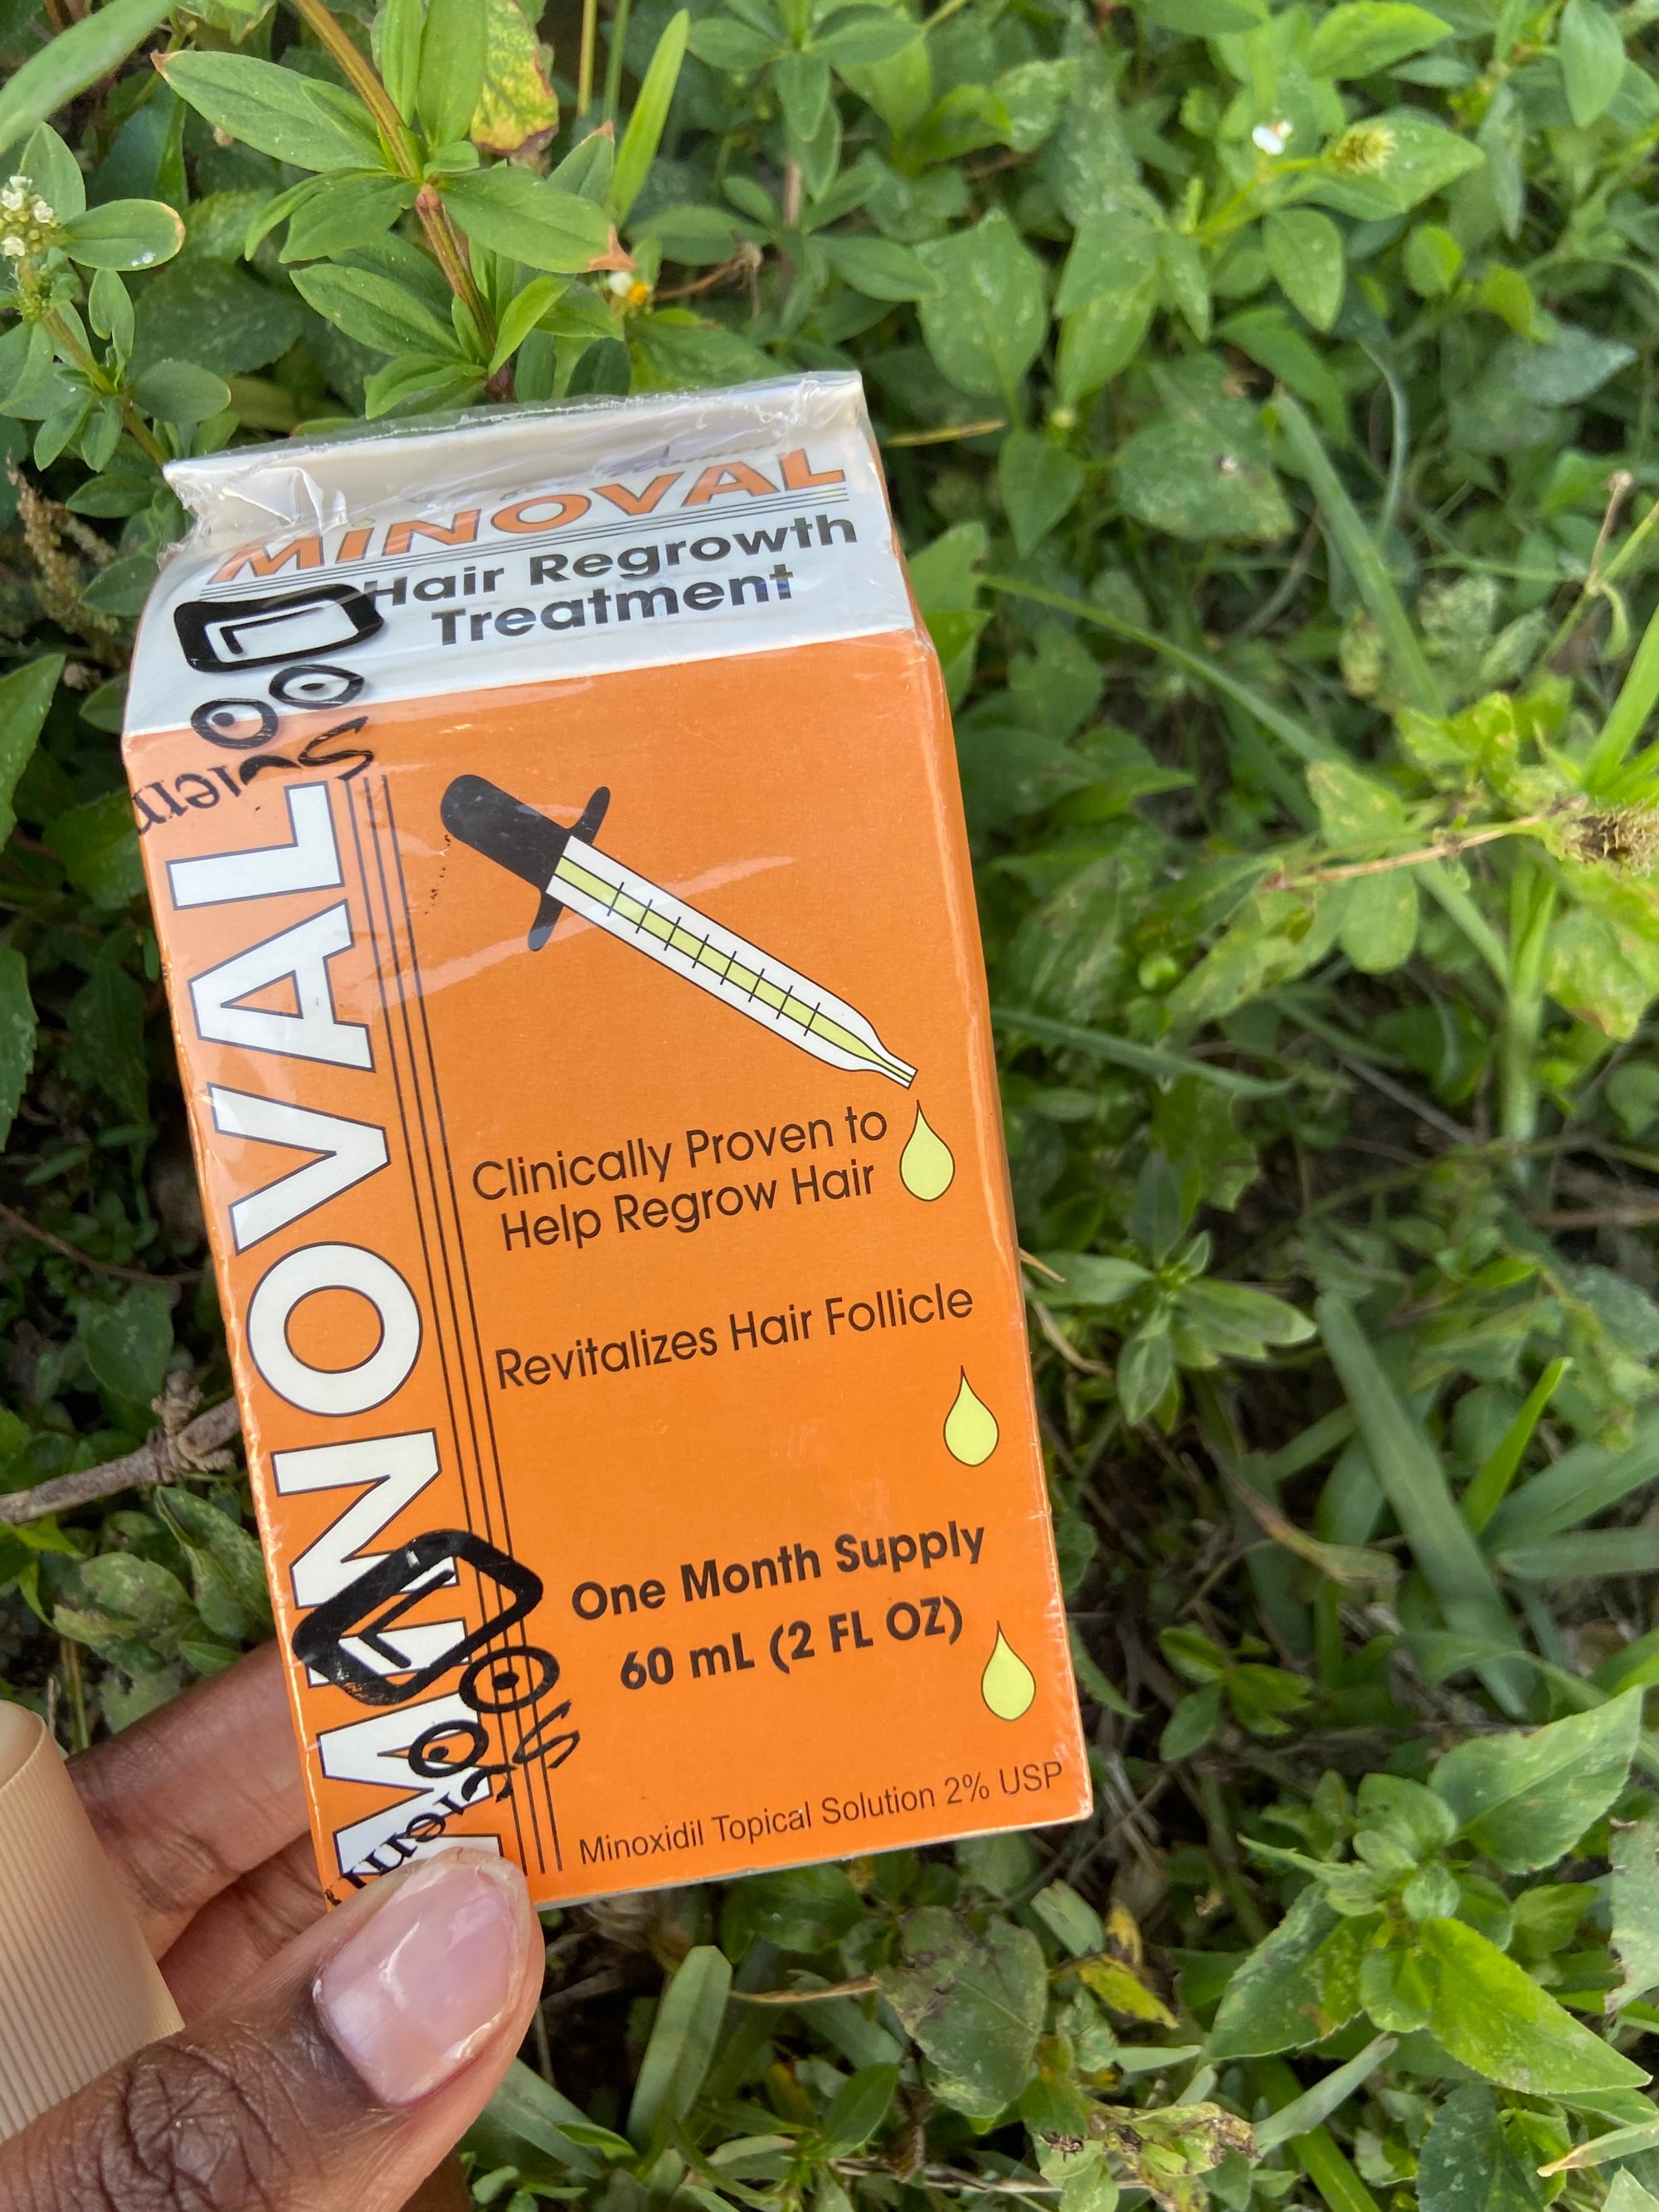 MiNOVAL
Hair Regrowth
Treatment
MiNOVAL
Clinically Proven to
Help Regrow Hair
Revitalizes Hair Follicle
One Month Supply
60 mL (2 FL OZ)
Minoxidil Topical Solution 2% USP